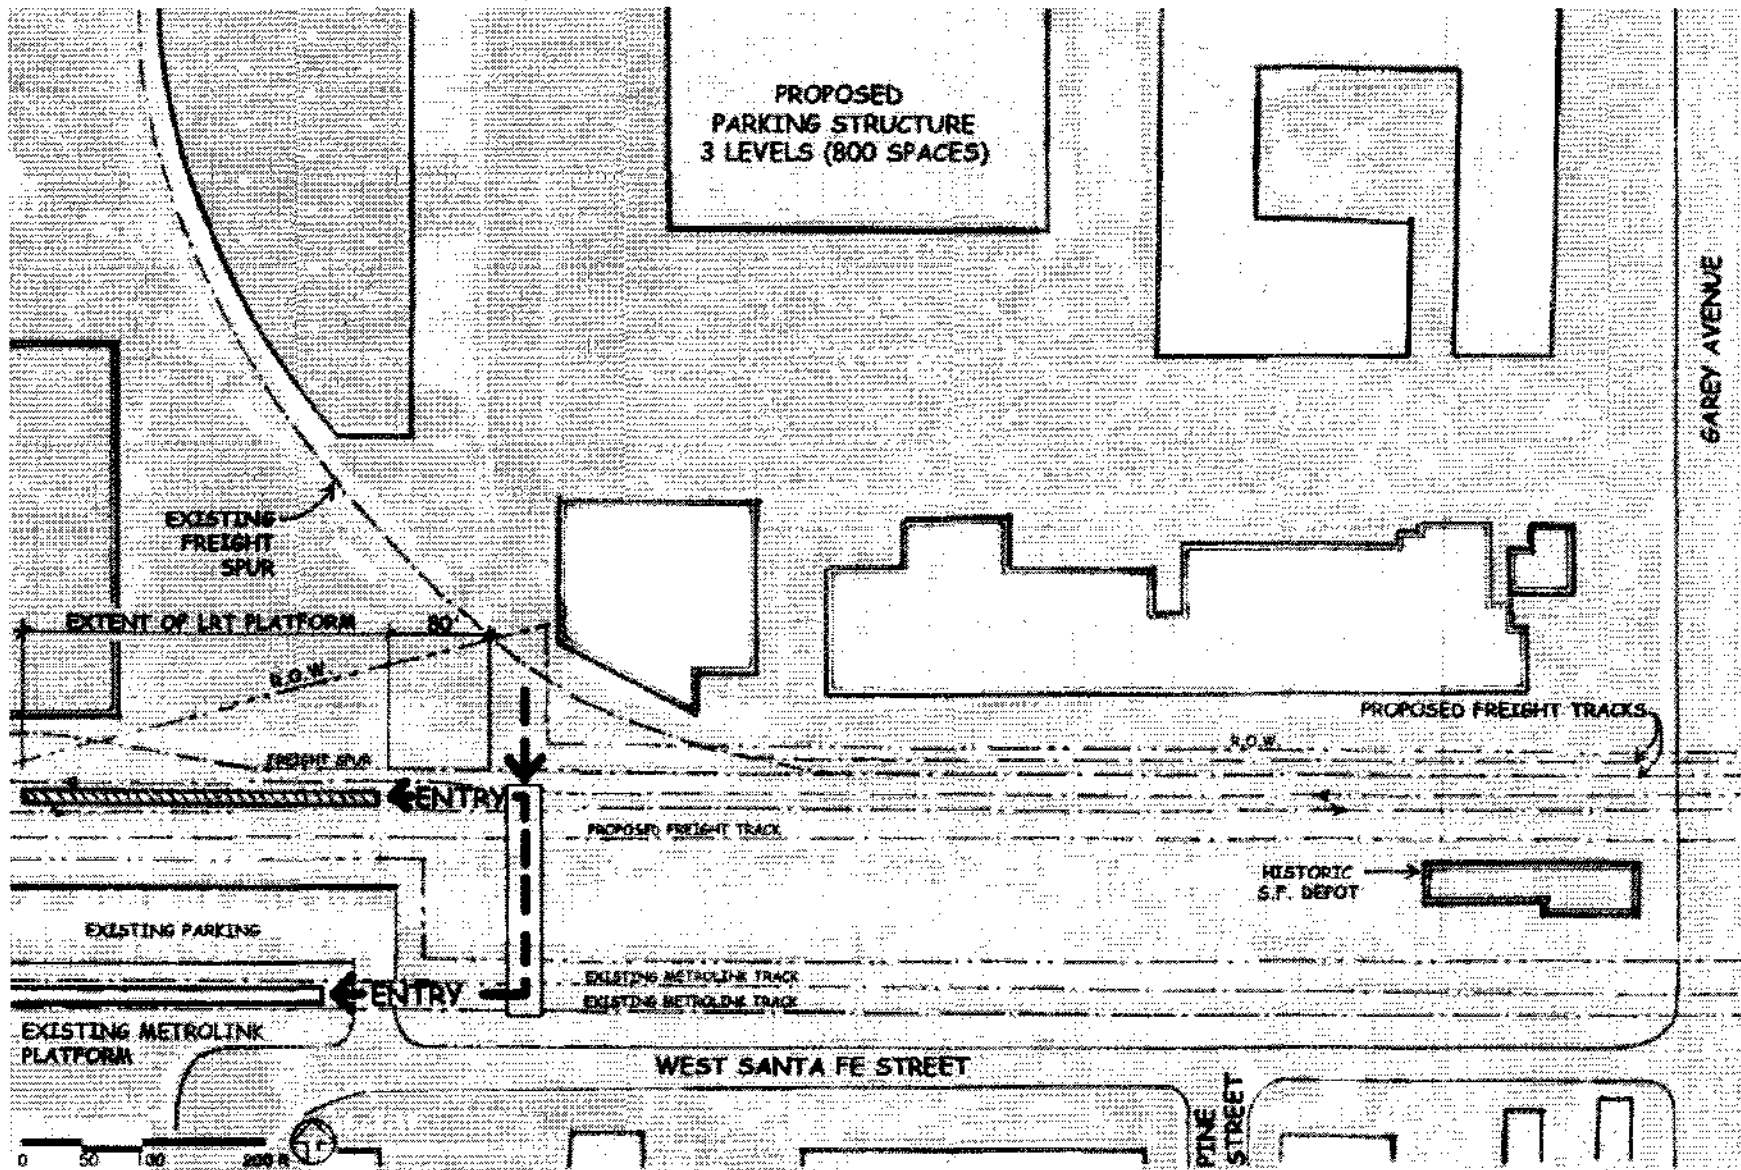 PROPOSED
PARKING STRUCTURE
3 LEVELS (800 SPACES)
GAREY AVENUE
EXISTING
FREIGHT
SPUR
EXTENT OF LRT PLATFORM
80'
R.O.W.
PROPOSED FREIGHT TRACKS
R.O.W.
FREIGHT SPUR
ENTRY
PROPOSED FREIGHT TRACK
HISTORIC
S.P. DEPOT
EXISTING PARKING
EXISTING METROLINK TRACK
ENTRY
EXISTING METROLINK TRACK
EXISTING METROLINK
PLATFORM
WEST SANTA FE STREET
PINE
STREET
0 50 100 200 ft